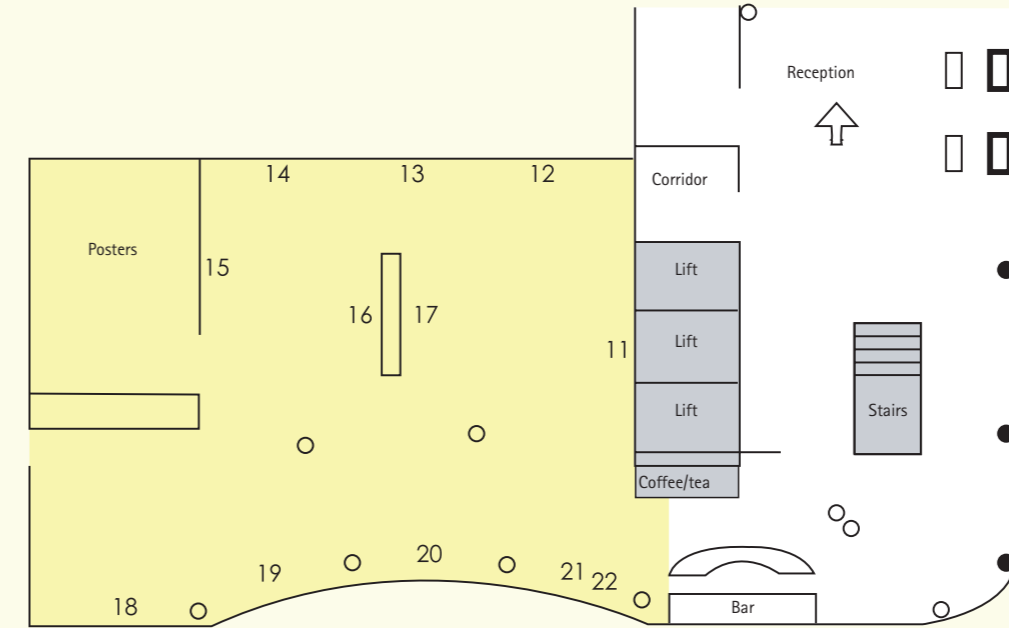 Reception
14
13
12
Corridor
Posters
15
Lift
16
17
11
Lift
Lift
Stairs
Coffee/tea
20
19
21
22
18
Bar